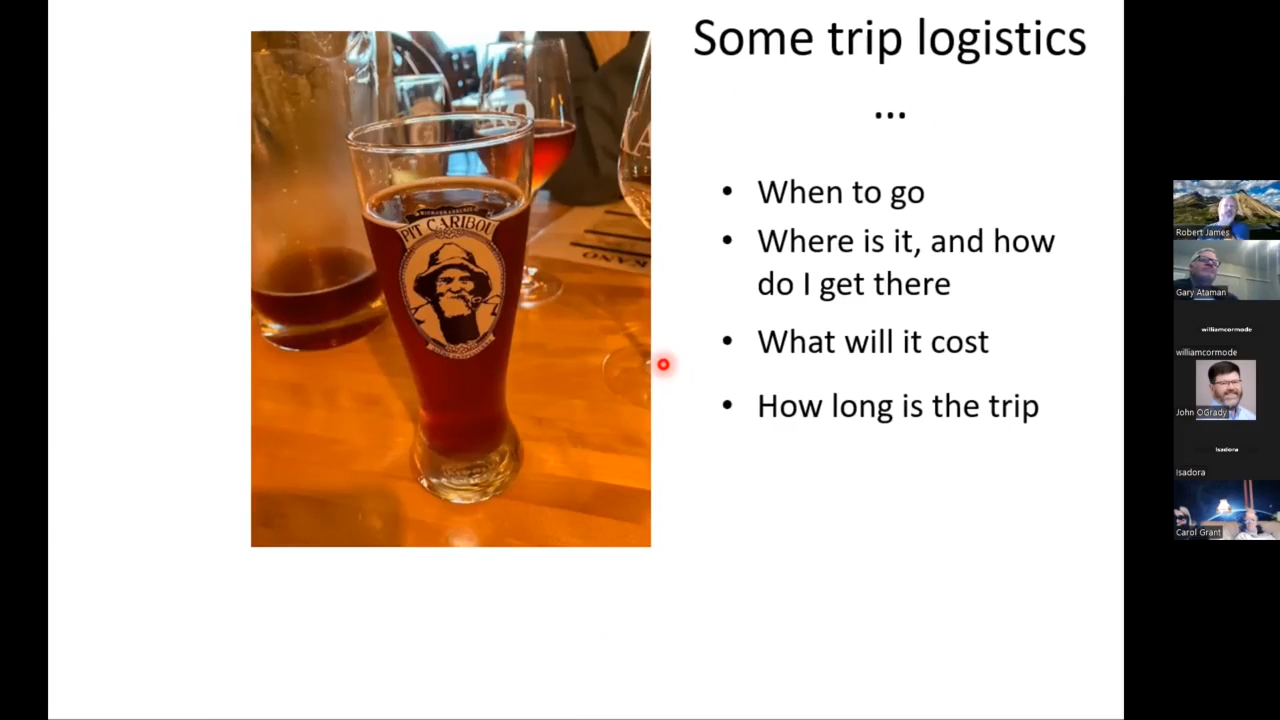 Some trip logistics
...
• When to go
• Where is it, and how
do I get there
• What will it cost
• How long is the trip
PIT CARIBOU
KANO
Robert James
Gary Ataman
williamcormode
williamcormode
John OGrady
Isadora
Isadora
Carol Grant